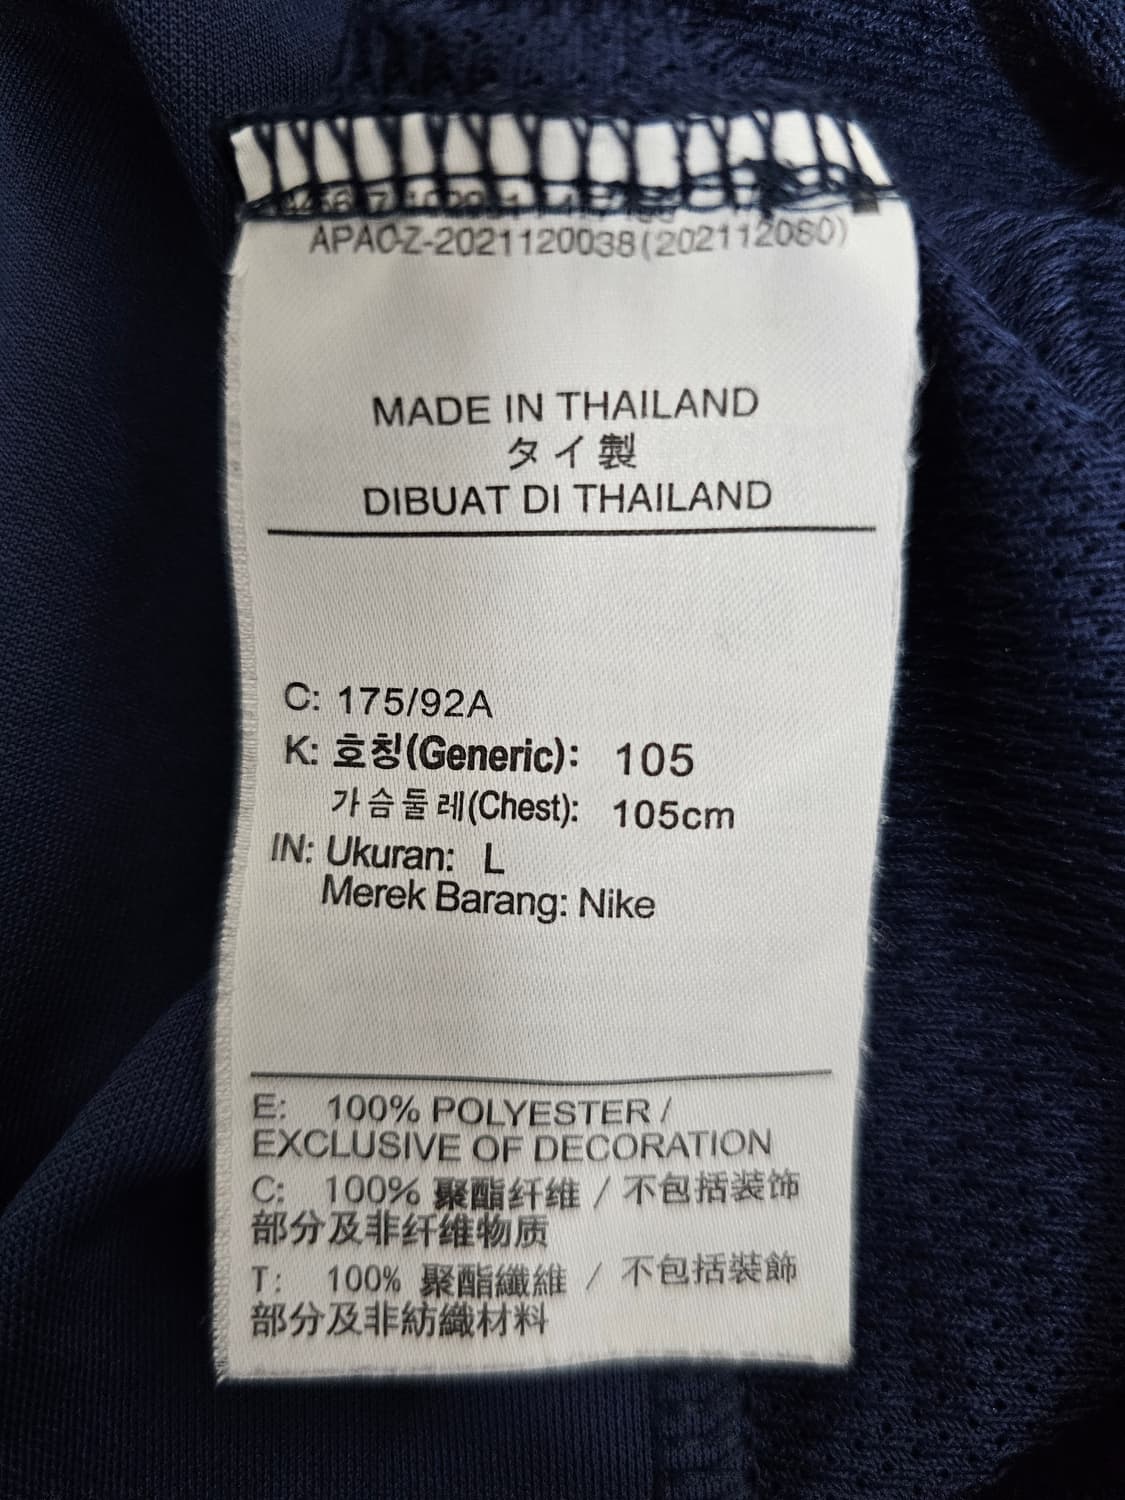 APAC-Z-2021120038(202112080)
MADE IN THAILAND
タイ製
DIBUAT DI THAILAND
C: 175/92A
K: 호칭(Generic): 105
가슴둘레(Chest): 105cm
IN: Ukuran: L
Merek Barang: Nike
E: 100% POLYESTER /
EXCLUSIVE OF DECORATION
C: 100% 聚酯纤维 / 不包括装饰
部分及非纤维物质
T: 100% 聚酯纖維 / 不包括裝飾
部分及非紡織材料